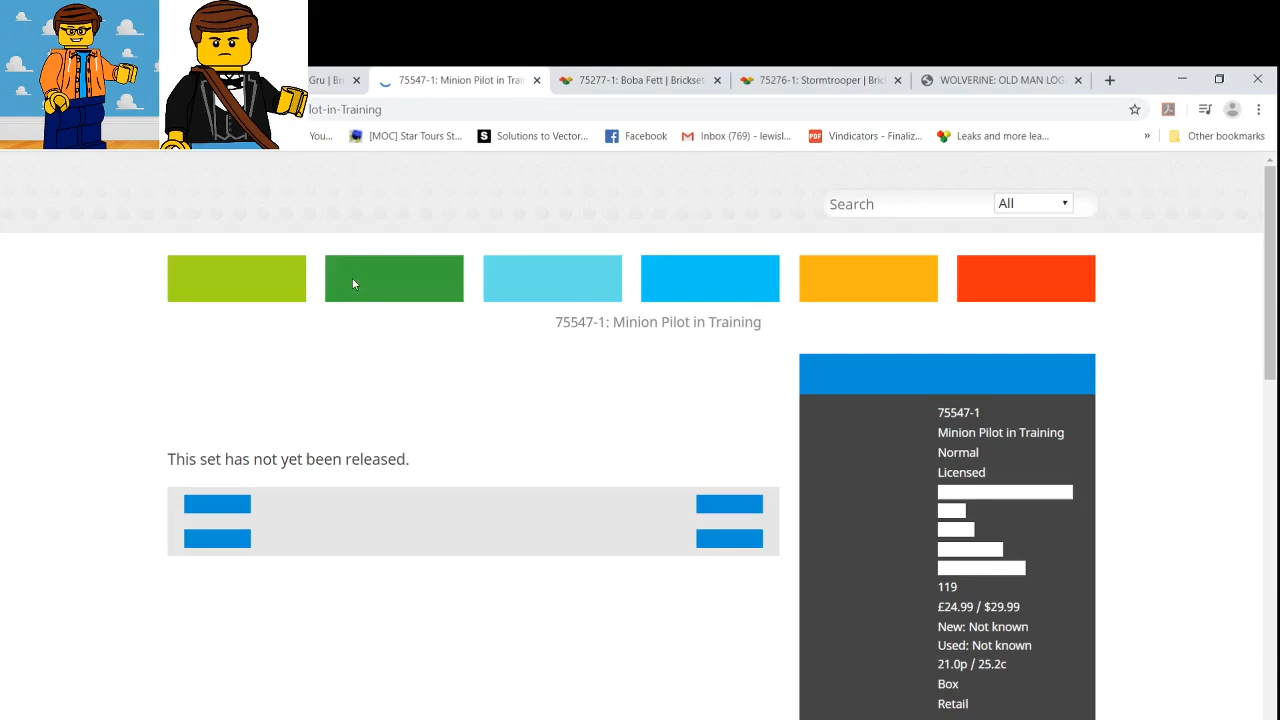 Gru | Bri
75547-1: Minion Pilot in Train
75277-1: Boba Fett | Brickset
75276-1: Stormtrooper | Bric
WOLVERINE: OLD MAN LOG
lot-in-Training
You...
[MOC] Star Tours St...
Solutions to Vector...
Facebook
Inbox (769) - lewisl...
PDF
Vindicators - Finaliz...
Leaks and more lea...
»
Other bookmarks
Search
All
75547-1: Minion Pilot in Training
This set has not yet been released.
75547-1
Minion Pilot in Training
Normal
Licensed
119
£24.99 / $29.99
New: Not known
Used: Not known
21.0p / 25.2c
Box
Retail